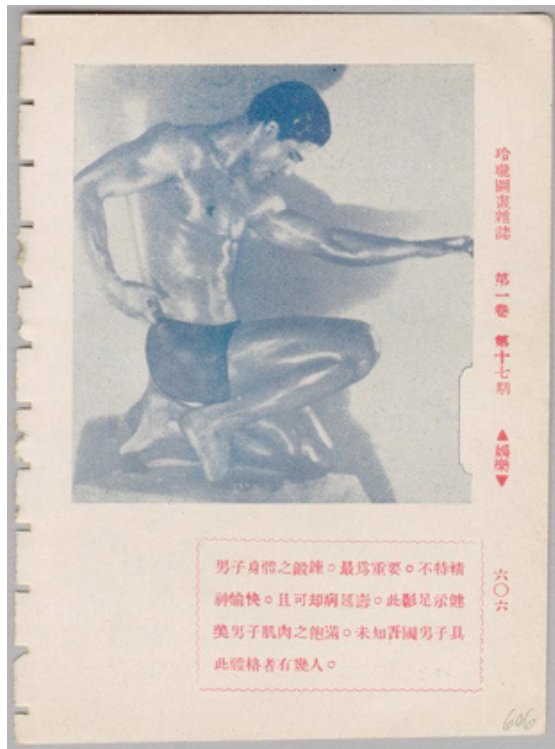 玲瓏圖畫雜誌 第一卷 第十七期 ▲娛樂▼ 六〇六
男子身體之鍛鍊。最爲重要。不特精
神愉快。且可却病延壽。此影足示健
美男子肌肉之飽滿。未知吾國男子具
此體格者有幾人。
606